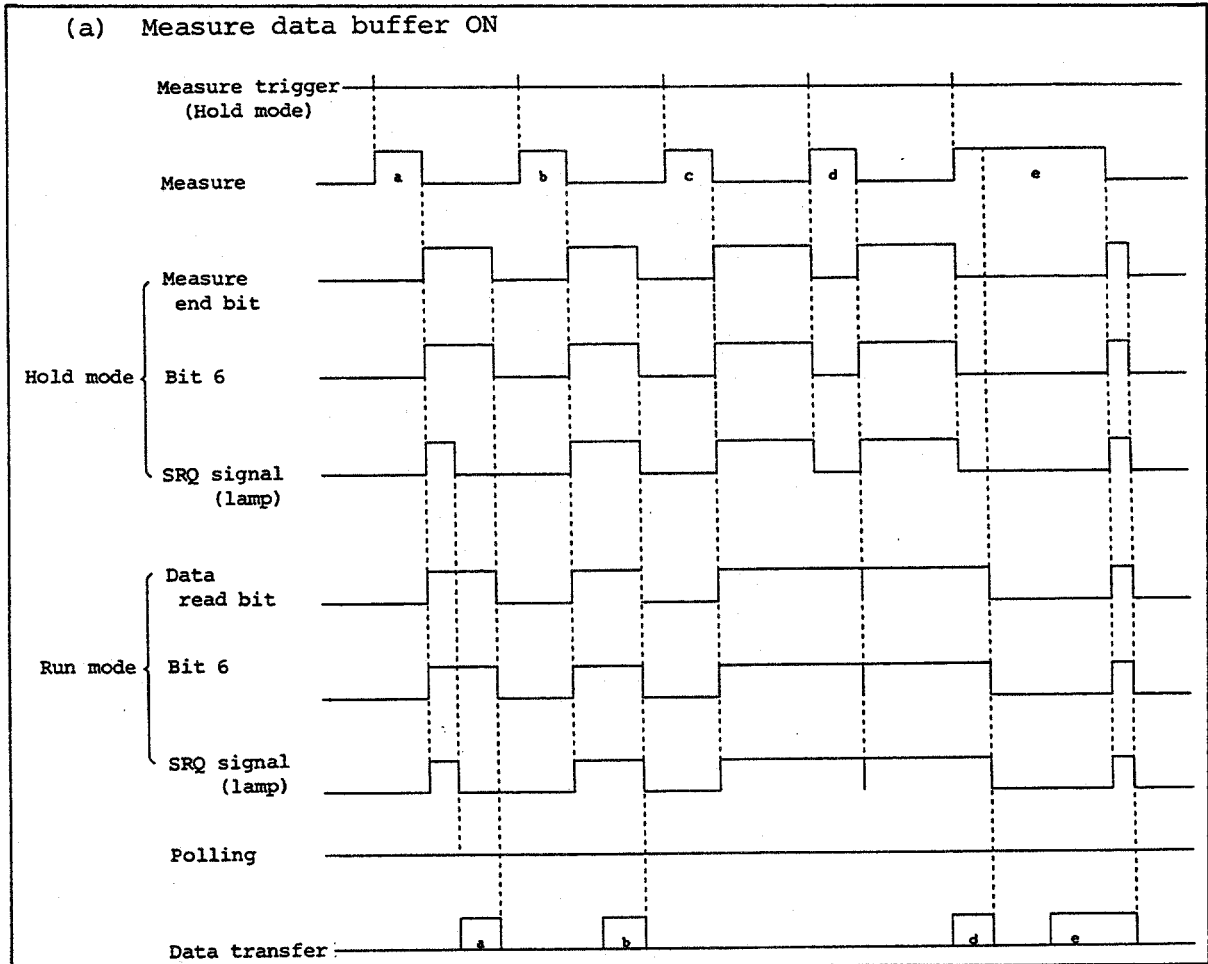 (a) Measure data buffer ON
Measure trigger
(Hold mode)
Measure
a
b
c
d
e
Measure
end bit
Hold mode
Bit 6
SRQ signal
(lamp)
Data
read bit
Run mode
Bit 6
SRQ signal
(lamp)
Polling
Data transfer
a
b
d
e